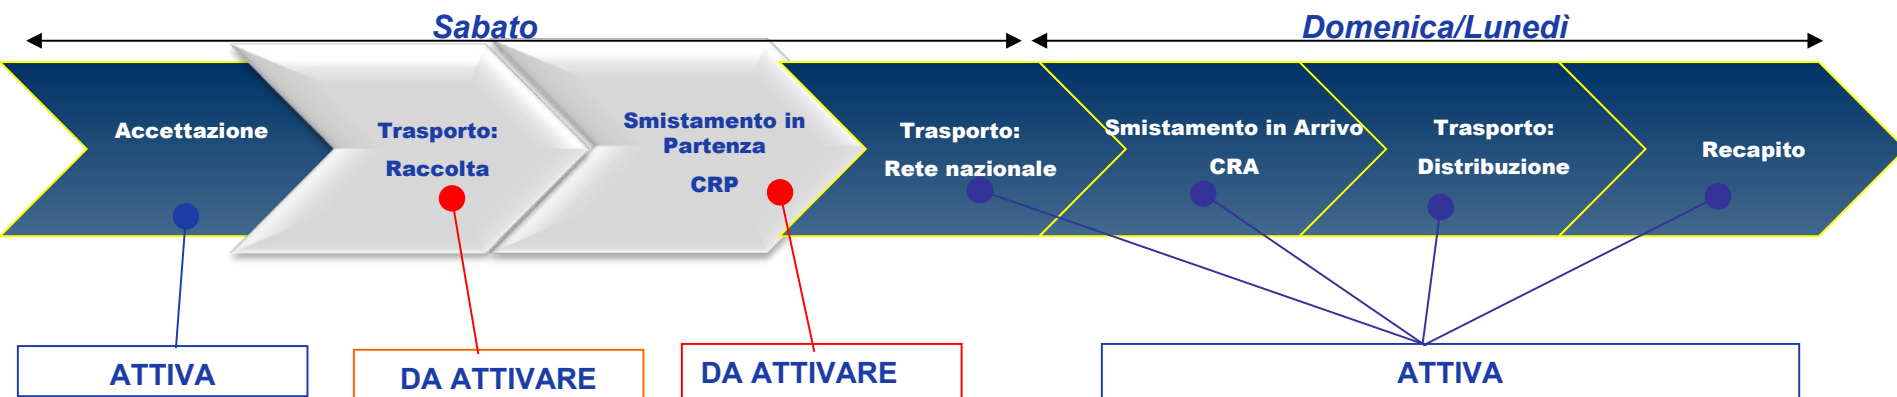 Sabato
Domenica/Lunedì
Accettazione
Trasporto:
Raccolta
Smistamento in
Partenza
CRP
Trasporto:
Rete nazionale
Smistamento in Arrivo
CRA
Trasporto:
Distribuzione
Recapito
ATTIVA
DA ATTIVARE
DA ATTIVARE
ATTIVA